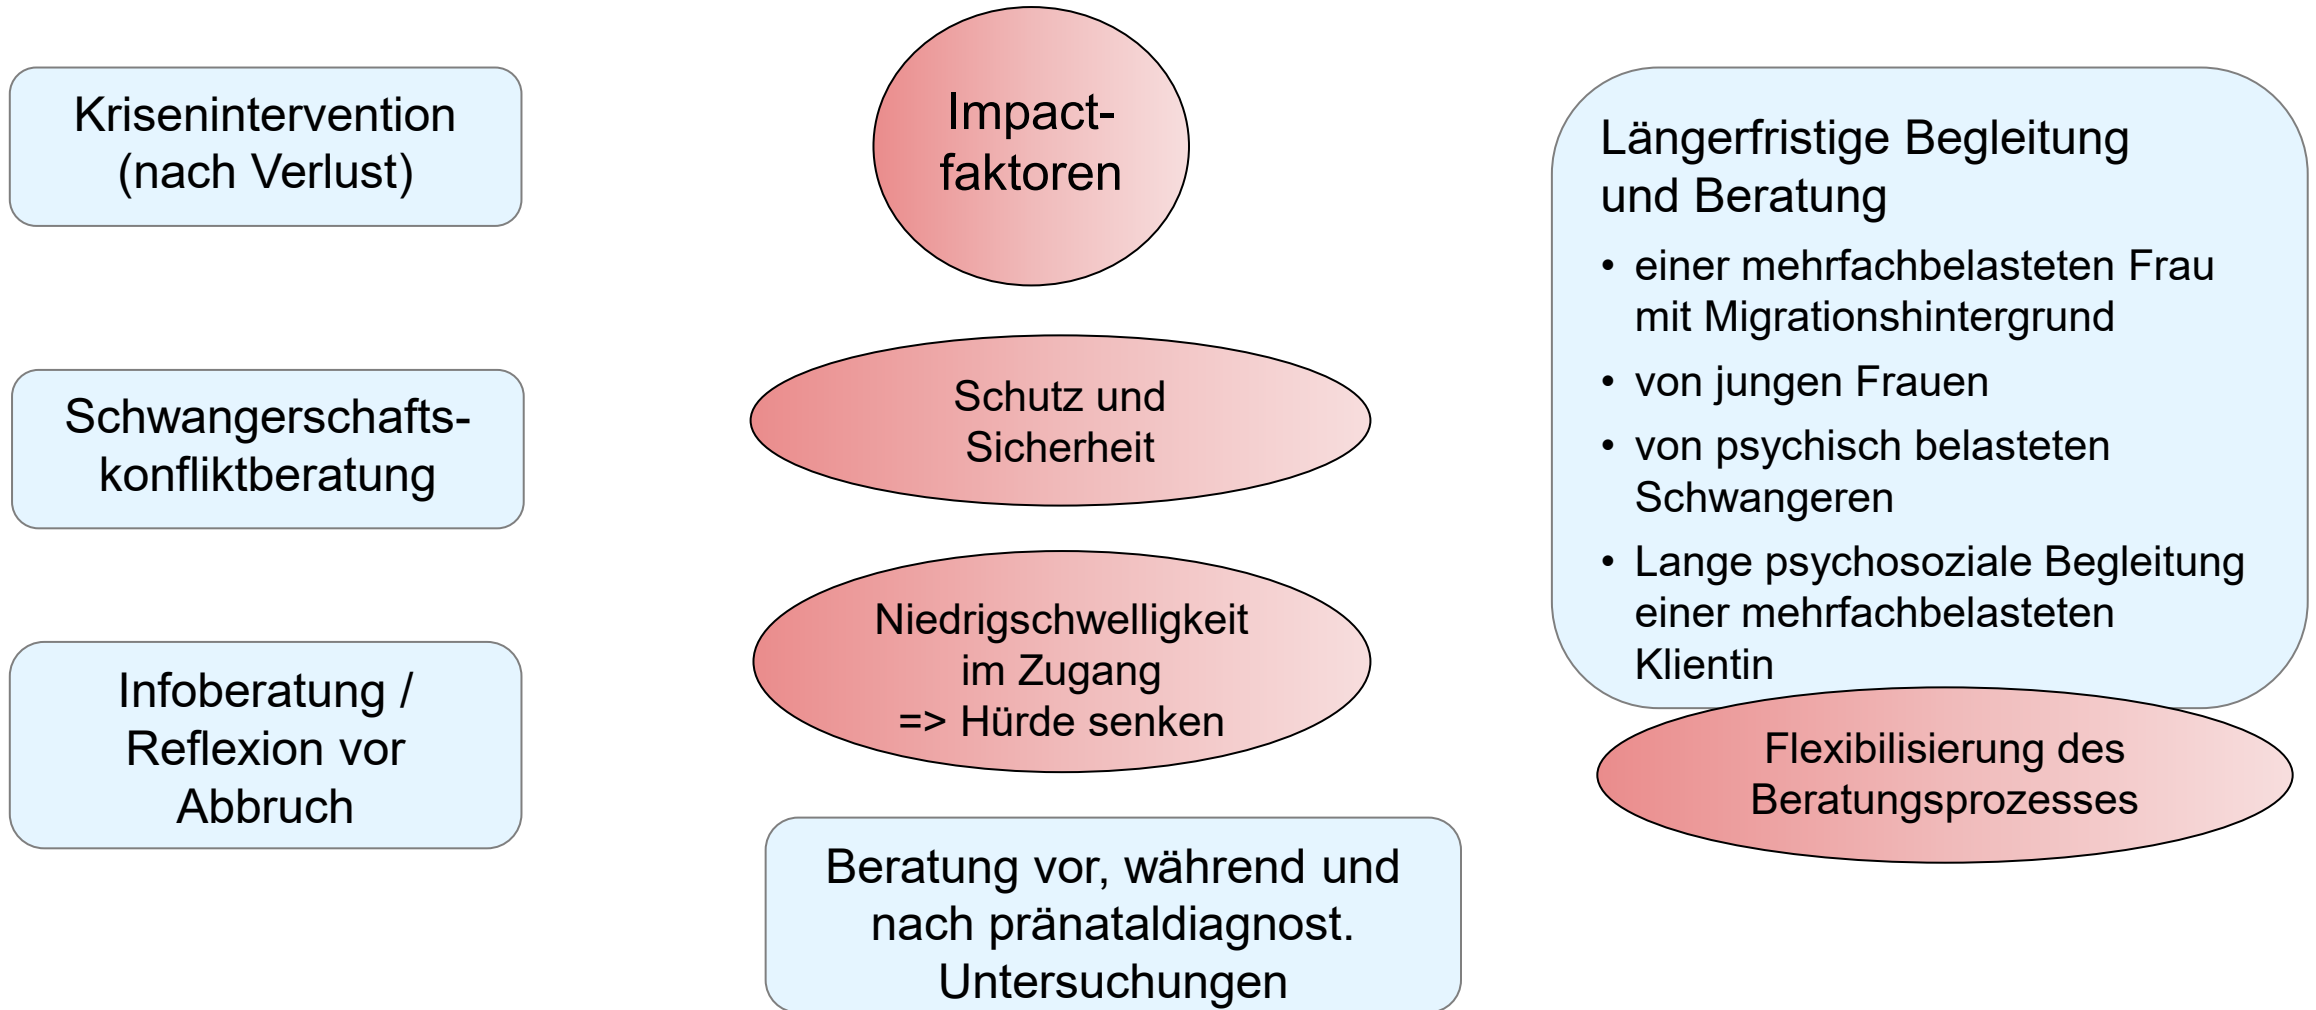 Krisenintervention
(nach Verlust)
Schwangerschafts-
konfliktberatung
Infoberatung /
Reflexion vor
Abbruch
Impact-
faktoren
Schutz und
Sicherheit
Niedrigschwelligkeit
im Zugang
=> Hürde senken
Beratung vor, während und
nach pränataldiagnost.
Untersuchungen
Längerfristige Begleitung
und Beratung
• einer mehrfachbelasteten Frau
mit Migrationshintergrund
• von jungen Frauen
• von psychisch belasteten
Schwangeren
• Lange psychosoziale Begleitung
einer mehrfachbelasteten
Klientin
Flexibilisierung des
Beratungsprozesses